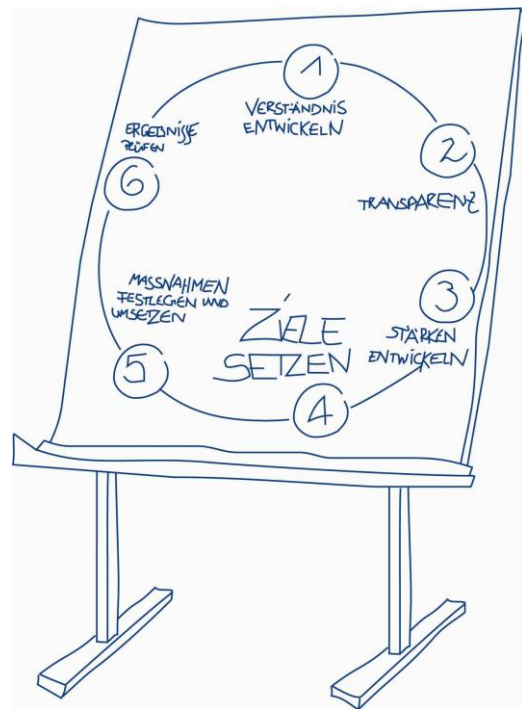 1
VERSTÄNDNIS
ENTWICKELN
2
TRANSPARENZ
3
STÄRKEN
ENTWICKELN
4
ZIELE
SETZEN
5
MASSNAHMEN
FESTLEGEN UND
UMSETZEN
6
ERGEBNISSE
PRÜFEN